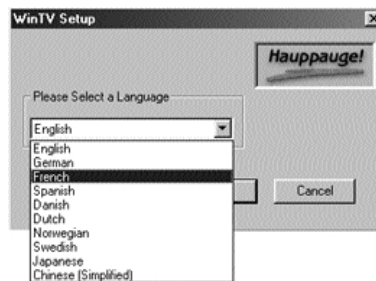 WinTV Setup
Hauppauge!
Please Select a Language
English
English
German
French
Spanish
Danish
Dutch
Norwegian
Swedish
Japanese
Chinese (Simplified)
Cancel